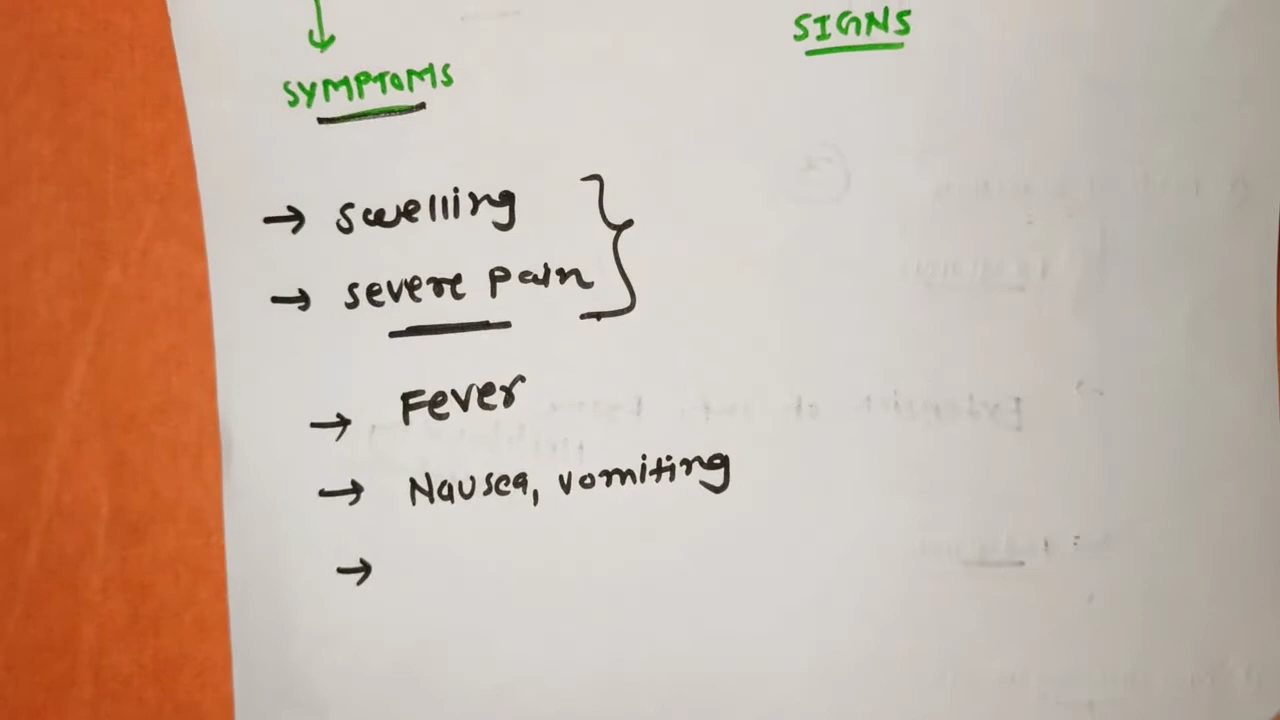 SIGNS
SYMPTOMS
→ swelling
→ severe pain
→ Fever
→ Nausea, vomiting
→